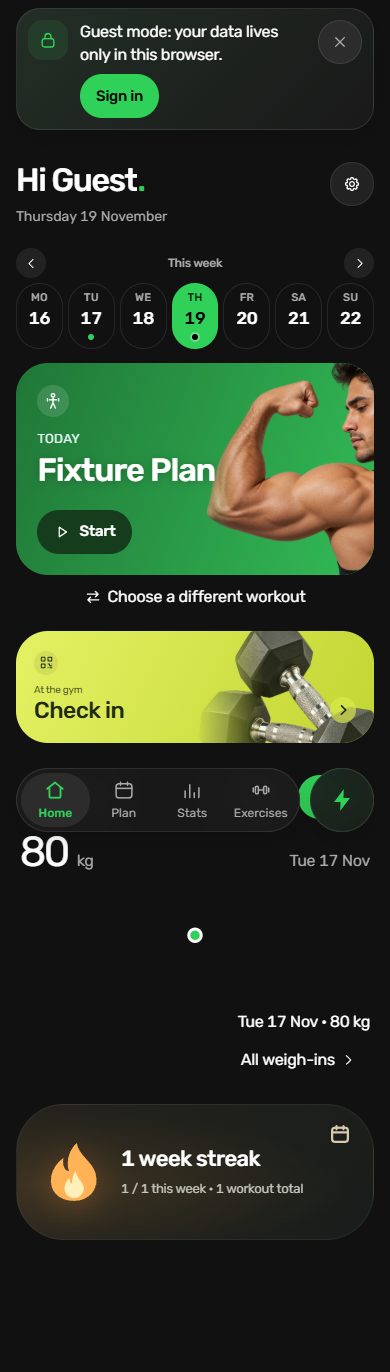 Guest mode: your data lives
only in this browser.
Sign in
Hi Guest.
Thursday 19 November
This week
MO TU WE TH FR SA SU
16 17 18 19 20 21 22
TODAY
Fixture Plan
Start
Choose a different workout
At the gym
Check in
Home Plan Stats Exercises
80 kg Tue 17 Nov
Tue 17 Nov • 80 kg
All weigh-ins
1 week streak
1 / 1 this week • 1 workout total